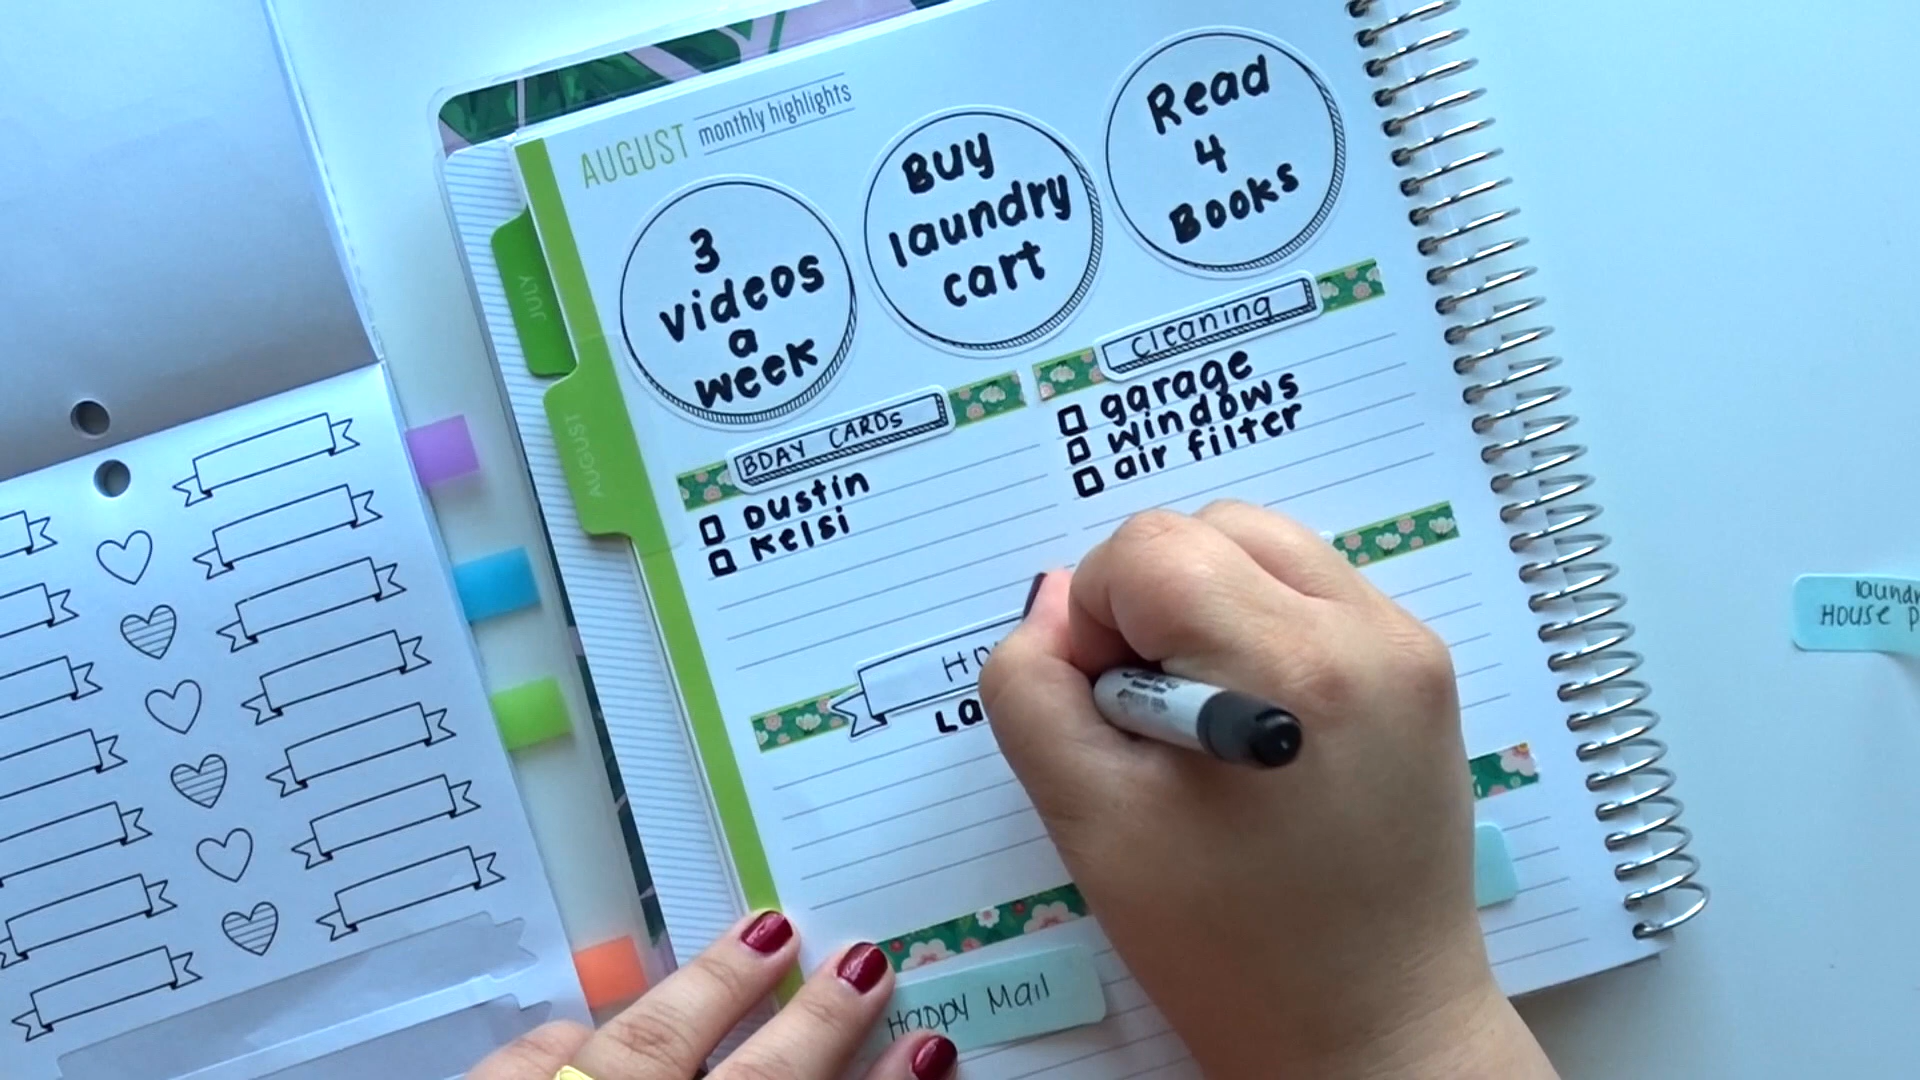 AUGUST monthly highlights
3
videos
a
week
Buy
laundry
cart
Read
4
Books
JULY
AUGUST
BDAY CARDS
Dustin
Kelsi
Cleaning
garage
windows
air filter
Happy Mail
House